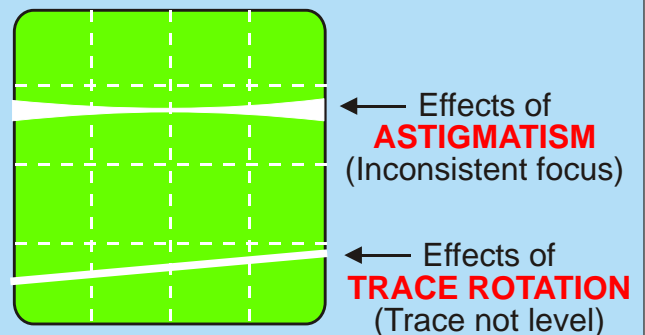 Effects of
ASTIGMATISM
(Inconsistent focus)
Effects of
TRACE ROTATION
(Trace not level)